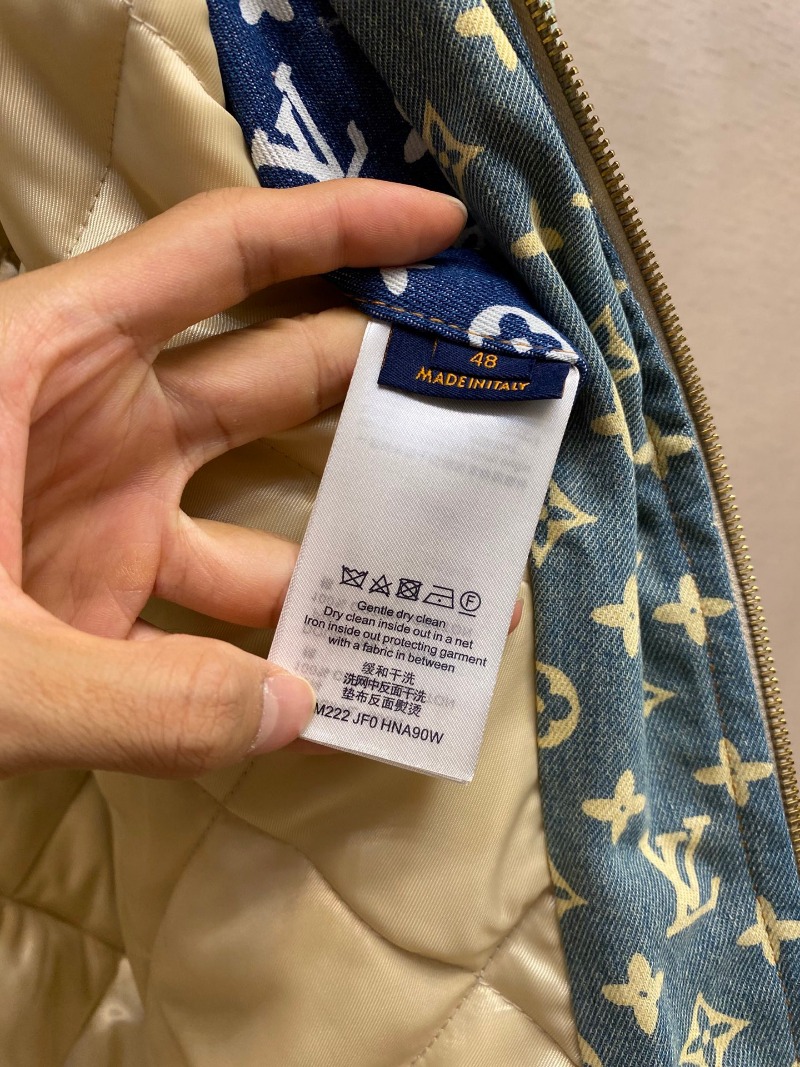 48
MADE IN ITALY
Gentle dry clean
Dry clean inside out in a net
Iron inside out protecting garment
with a fabric in between
缓和干洗
洗网中反面干洗
垫布反面熨烫
M222 JF0 HNA90W